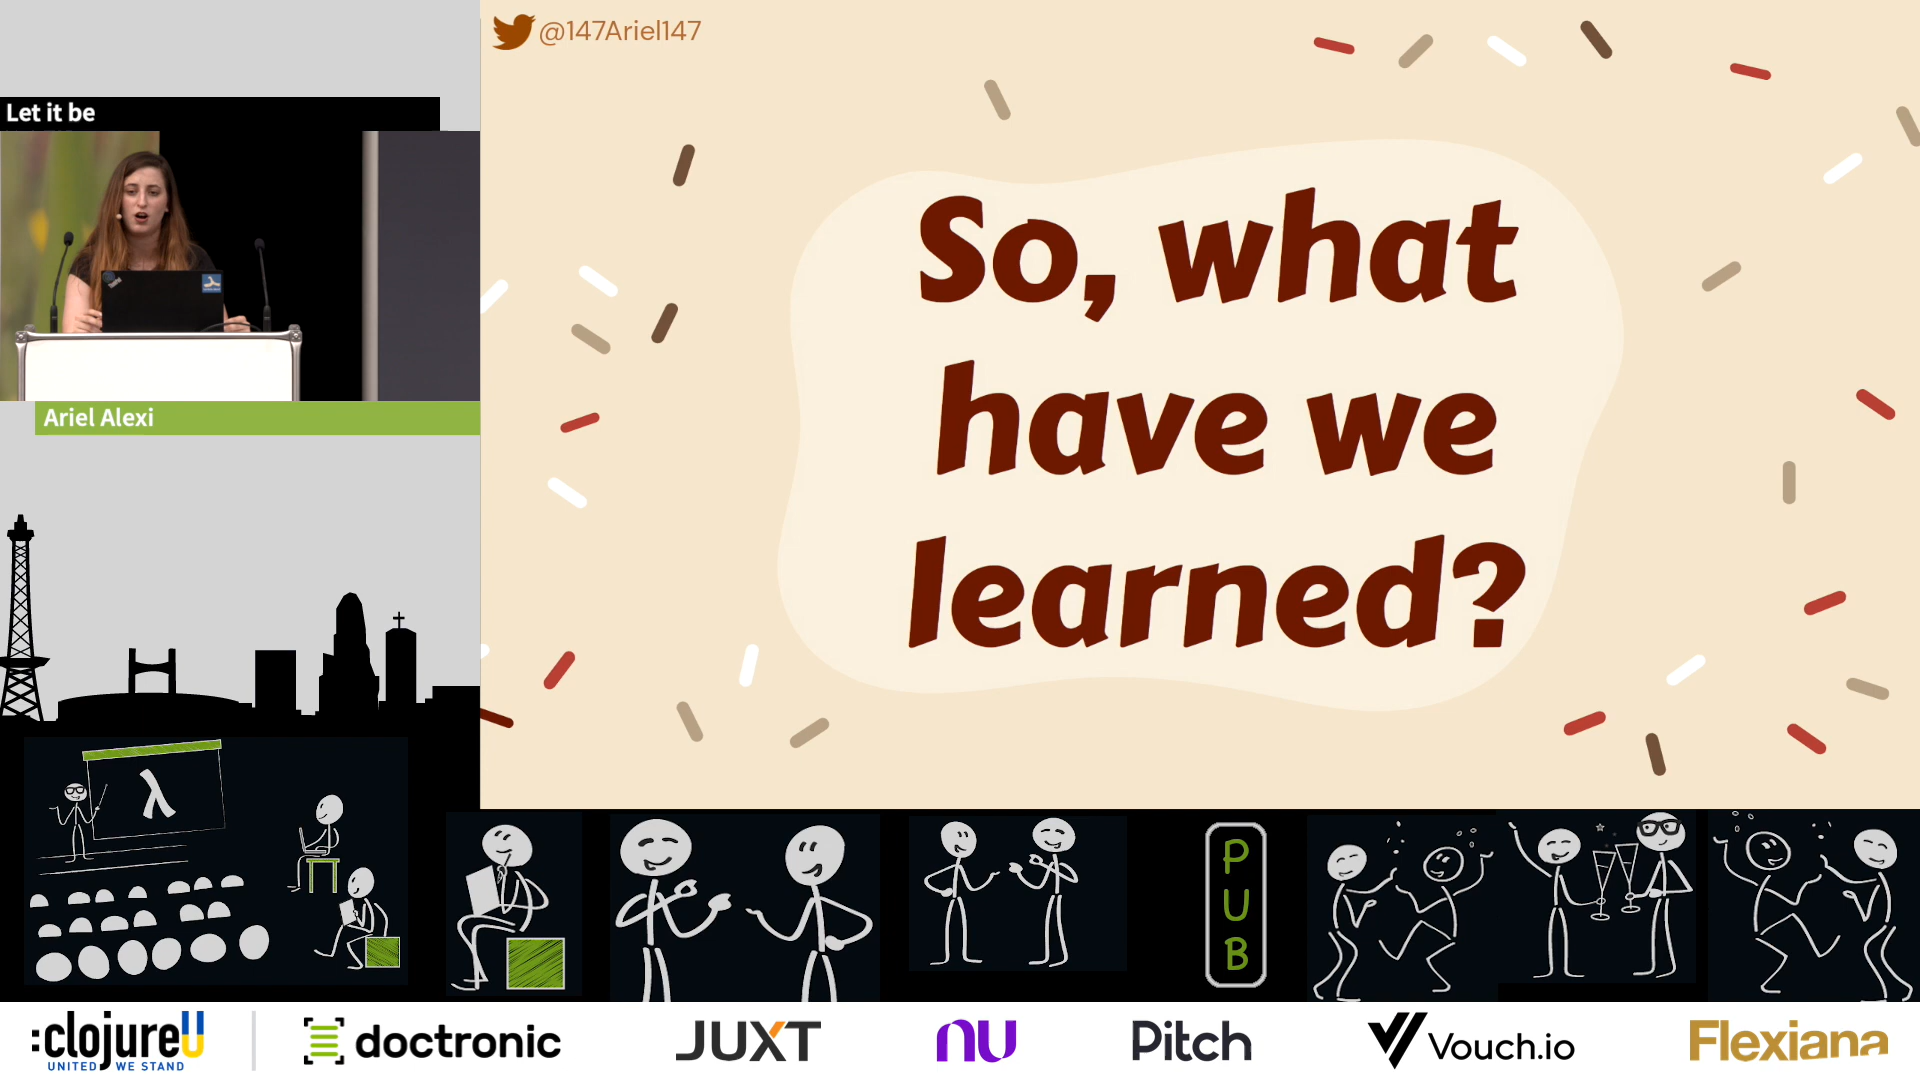 @147Ariel147
Let it be
So, what
have we
learned?
Ariel Alexi
λ
PUB
:clojureU
UNITED WE STAND
doctronic
JUXT
nu
Pitch
Vouch.io
Flexiana